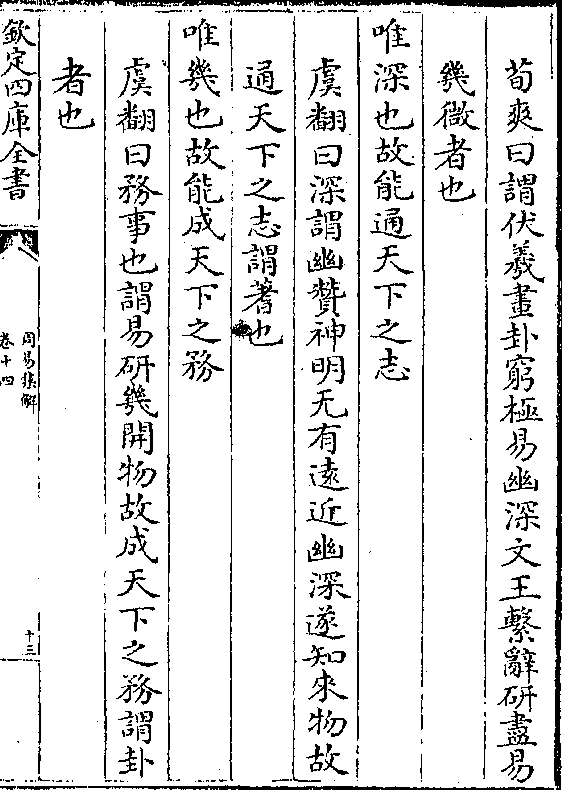 荀爽曰謂伏羲畫卦窮極易幽深文王繫辭研盡易
幾微者也
唯深也故能通天下之志
虞翻曰深謂幽贊神明无有遠近幽深遂知來物故
通天下之志謂蓍也
唯幾也故能成天下之務
虞翻曰務事也謂易研幾開物故成天下之務謂卦
者也
欽定四庫全書
周易集解
卷十四
十三